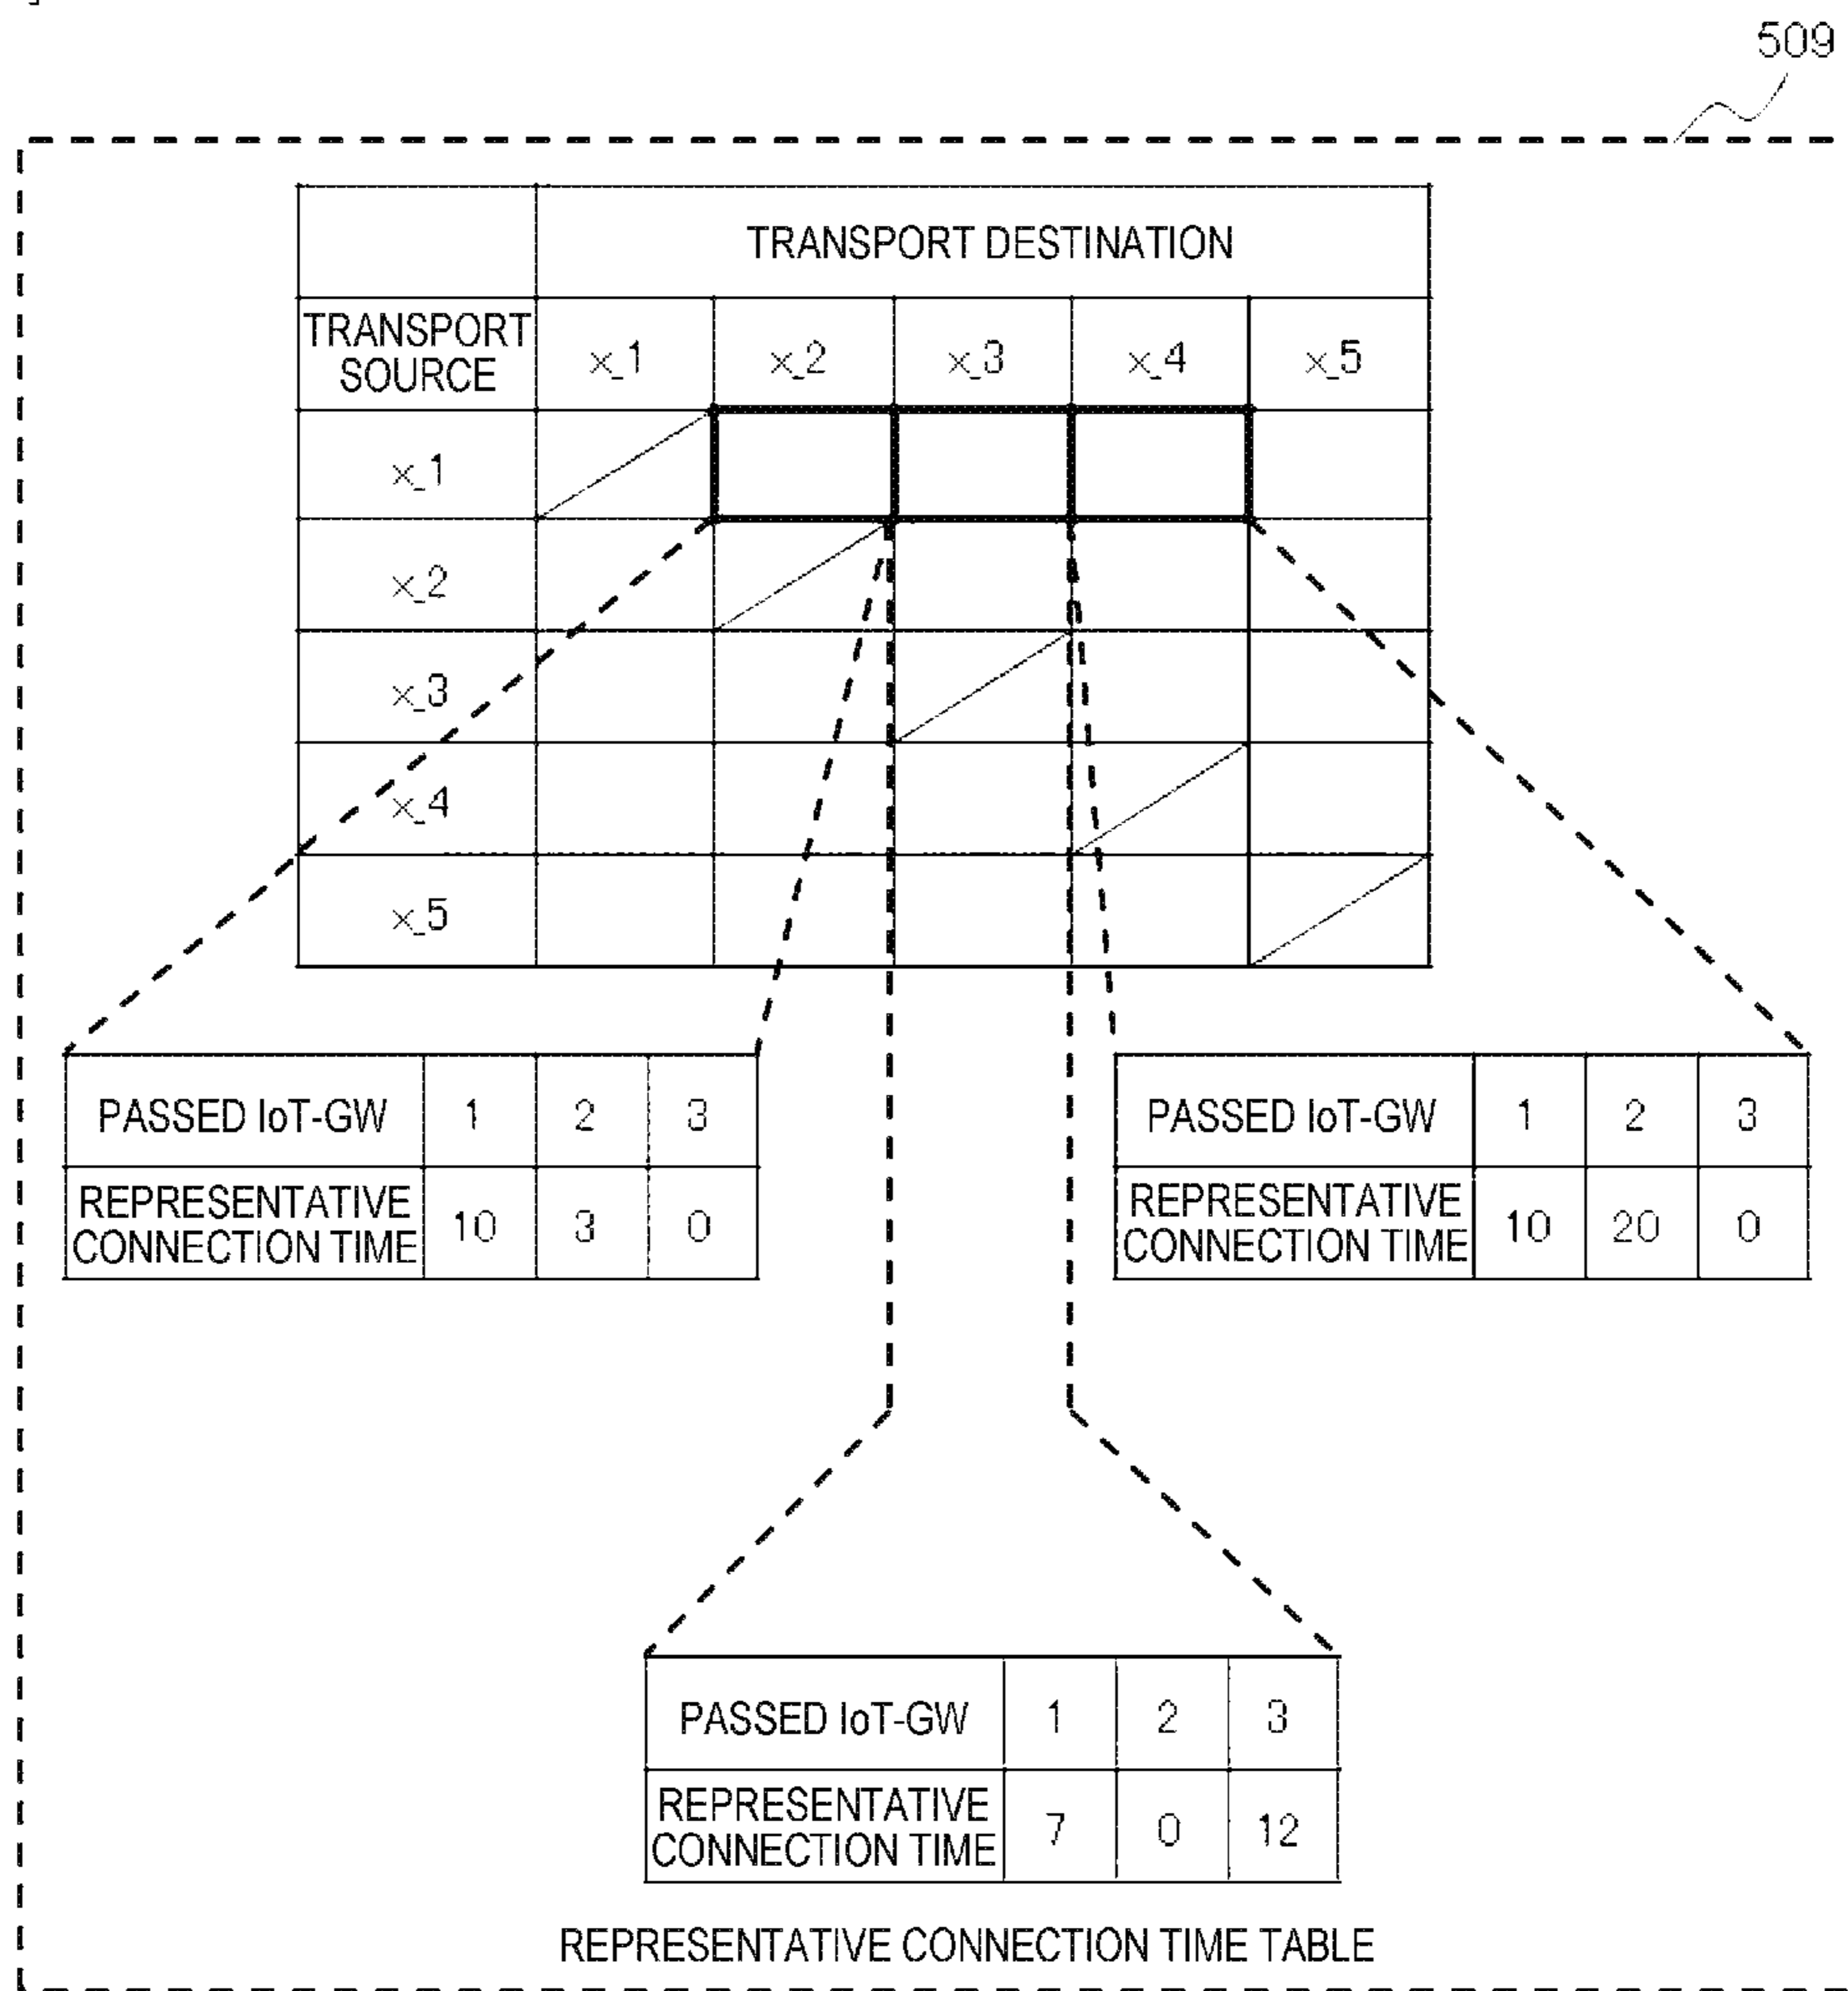 509
TRANSPORT DESTINATION
TRANSPORT
SOURCE
x_1 x_2 x_3 x_4 x_5
x_1
x_2
x_3
x_4
x_5
PASSED IoT-GW 1 2 3
REPRESENTATIVE
CONNECTION TIME 10 3 0
PASSED IoT-GW 1 2 3
REPRESENTATIVE
CONNECTION TIME 10 20 0
PASSED IoT-GW 1 2 3
REPRESENTATIVE
CONNECTION TIME 7 0 12
REPRESENTATIVE CONNECTION TIME TABLE